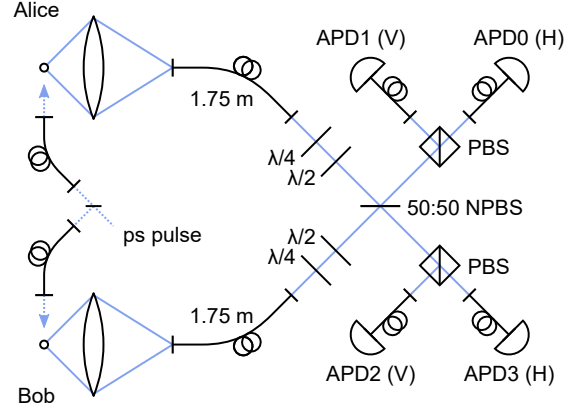 Alice
APD1 (V)
APD0 (H)
1.75 m
λ/4
λ/2
PBS
50:50 NPBS
ps pulse
λ/2
λ/4
PBS
1.75 m
Bob
APD2 (V)
APD3 (H)